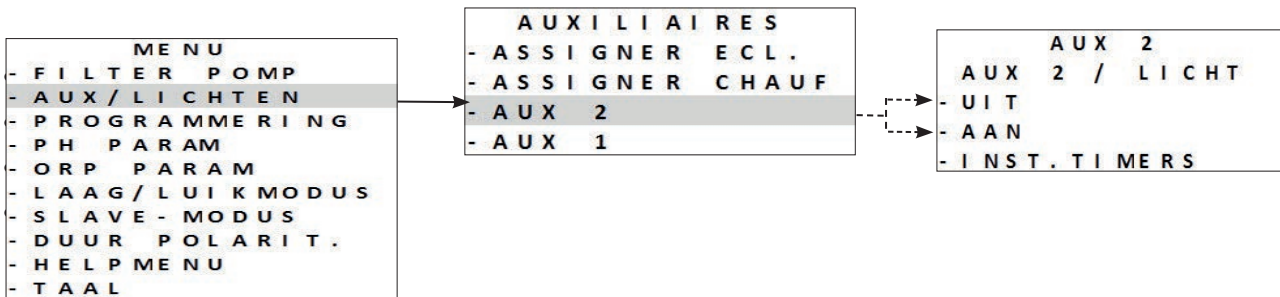 MENU
- FILTER POMP
- AUX/LICHTEN
- PROGRAMMERING
- PH PARAM
- ORP PARAM
- LAAG/LUIKMODUS
- SLAVE-MODUS
- DUUR POLARIT.
- HELPMENU
- TAAL
AUXILIAIRES
- ASSIGNER ECL.
- ASSIGNER CHAUF
- AUX 2
- AUX 1
AUX 2
AUX 2 / LICHT
- UIT
- AAN
- INST.TIMERS